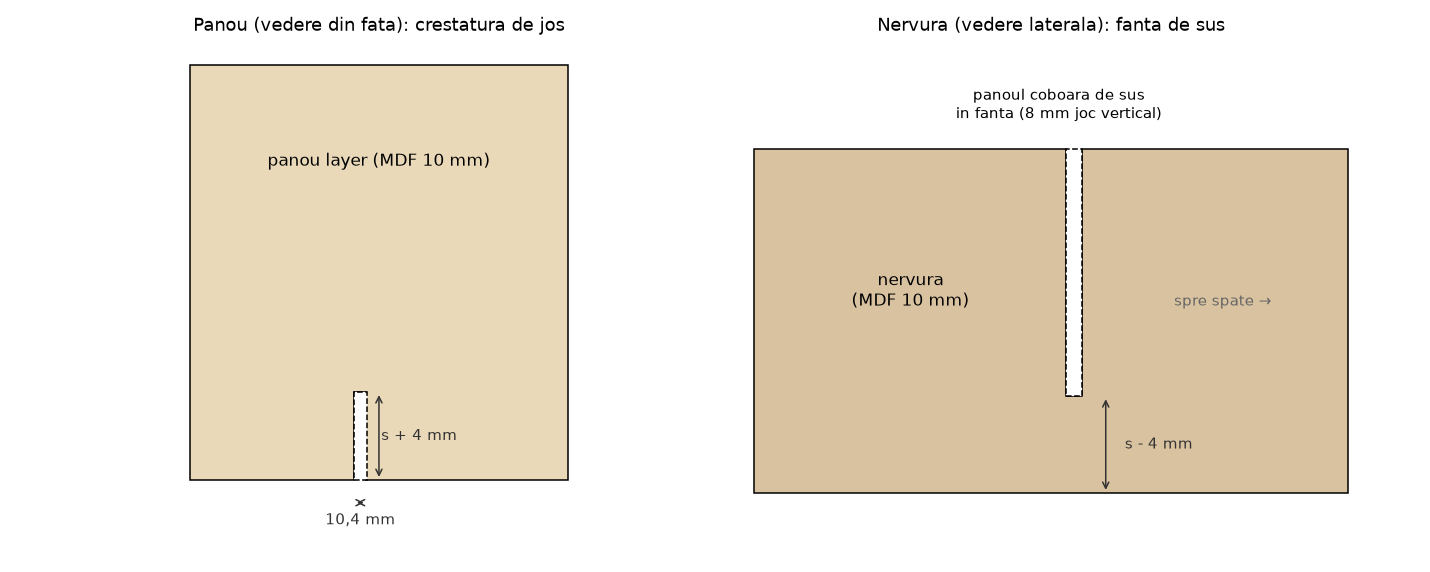 Panou (vedere din fata): crestatura de jos
panou layer (MDF 10 mm)
s + 4 mm
10,4 mm
Nervura (vedere laterala): fanta de sus
panoul coboara de sus
in fanta (8 mm joc vertical)
nervura
(MDF 10 mm)
spre spate →
s - 4 mm